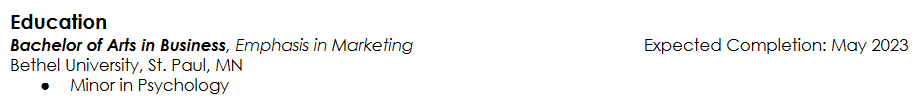 Education
Bachelor of Arts in Business, Emphasis in Marketing Expected Completion: May 2023
Bethel University, St. Paul, MN
● Minor in Psychology